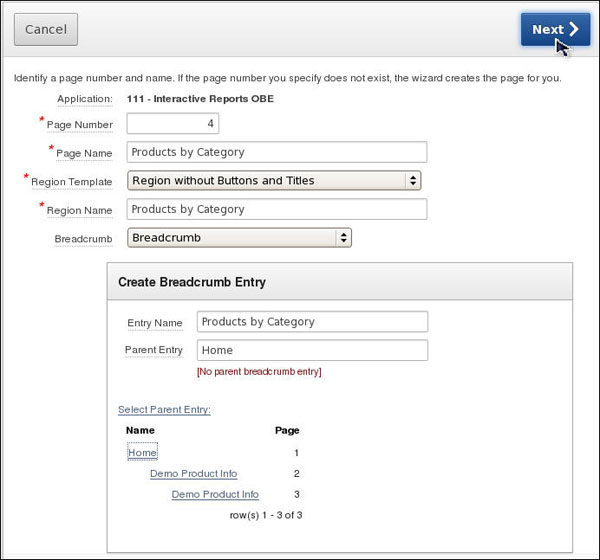 Cancel
Next
Identify a page number and name. If the page number you specify does not exist, the wizard creates the page for you.
Application: 111 - Interactive Reports OBE
* Page Number 4
* Page Name Products by Category
* Region Template Region without Buttons and Titles
* Region Name Products by Category
Breadcrumb Breadcrumb
Create Breadcrumb Entry
Entry Name Products by Category
Parent Entry Home
[No parent breadcrumb entry]
Select Parent Entry:
Name Page
Home 1
Demo Product Info 2
Demo Product Info 3
row(s) 1 - 3 of 3